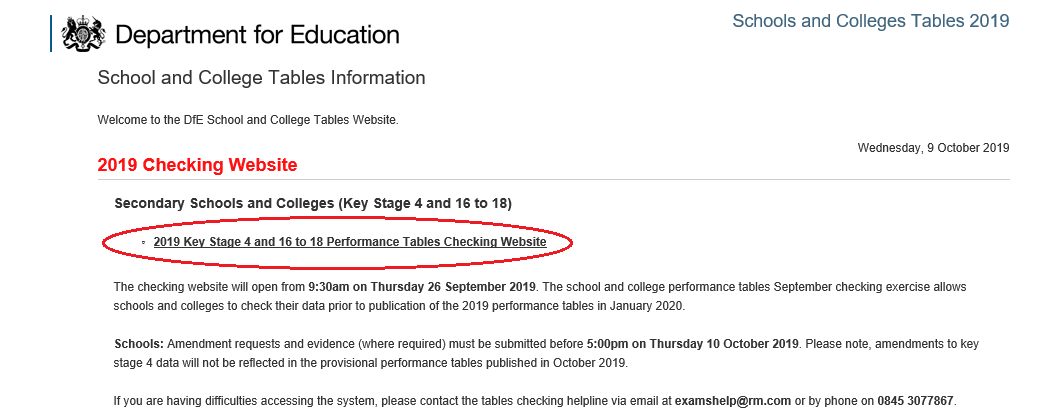 Department for Education
Schools and Colleges Tables 2019
School and College Tables Information
Welcome to the DfE School and College Tables Website.
Wednesday, 9 October 2019
2019 Checking Website
Secondary Schools and Colleges (Key Stage 4 and 16 to 18)
2019 Key Stage 4 and 16 to 18 Performance Tables Checking Website
The checking website will open from 9:30am on Thursday 26 September 2019. The school and college performance tables September checking exercise allows
schools and colleges to check their data prior to publication of the 2019 performance tables in January 2020.
Schools: Amendment requests and evidence (where required) must be submitted before 5:00pm on Thursday 10 October 2019. Please note, amendments to key
stage 4 data will not be reflected in the provisional performance tables published in October 2019.
If you are having difficulties accessing the system, please contact the tables checking helpline via email at examshelp@rm.com or by phone on 0845 3077867.